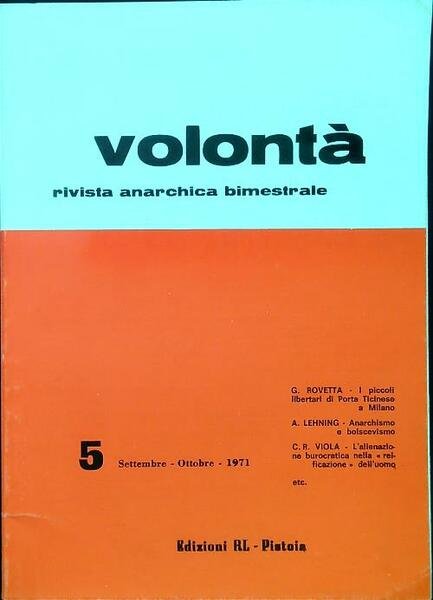 volontà
rivista anarchica bimestrale
G. ROVETTA - I piccoli
libertari di Porta Ticinese
a Milano
A. LEHNING - Anarchismo
e bolscevismo
C. R. VIOLA - L'alienazio-
ne burocratica nella « rei-
ficazione » dell'uomo
etc.
5 Settembre - Ottobre - 1971
Edizioni RL - Pistoia